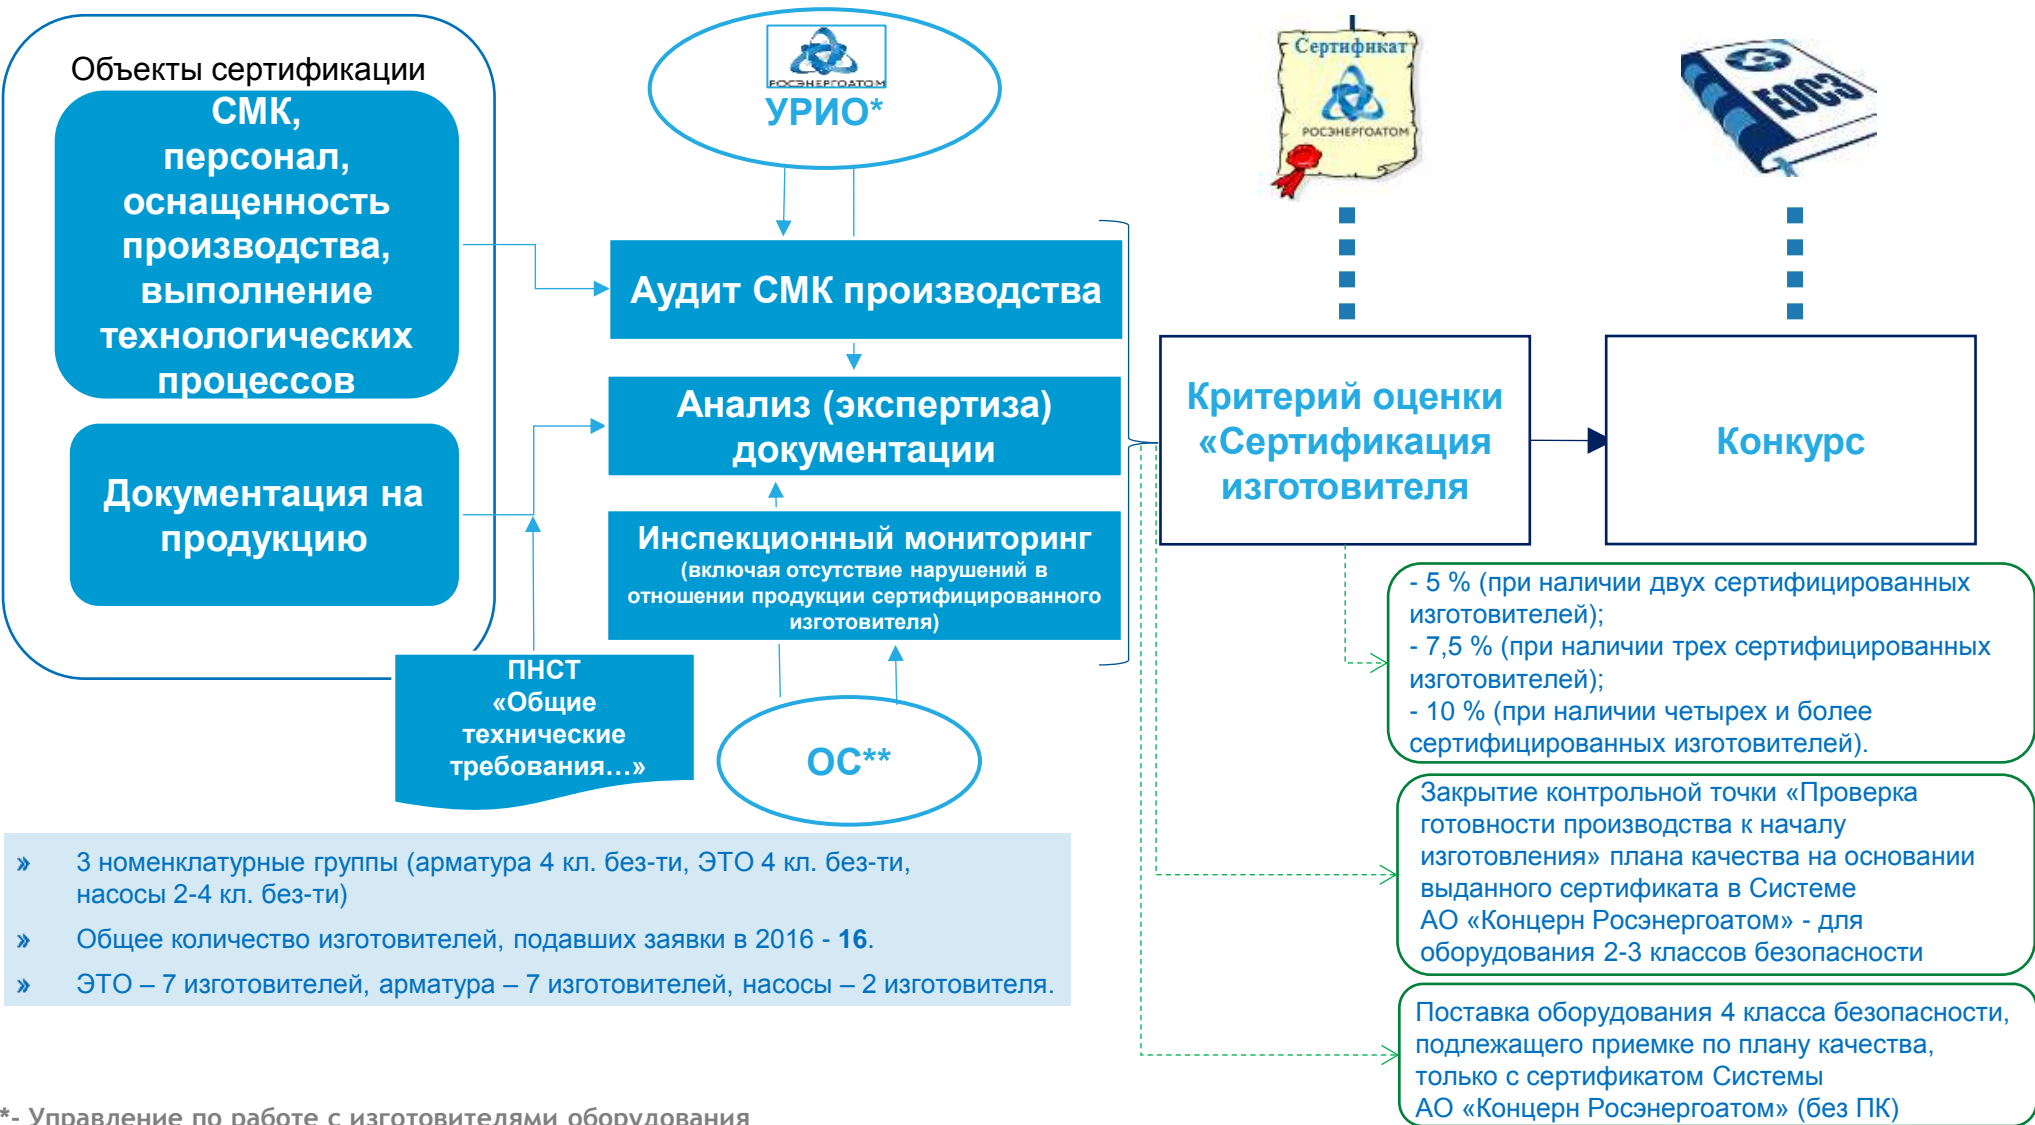 Объекты сертификации
СМК,
персонал,
оснащенность
производства,
выполнение
технологических
процессов
Документация на
продукцию
ПНСТ
«Общие
технические
требования…»
РОСЭНЕРГОАТОМ
УРИО*
Аудит СМК производства
Анализ (экспертиза)
документации
Инспекционный мониторинг
(включая отсутствие нарушений в
отношении продукции сертифицированного
изготовителя)
ОС**
Сертификат
РОСЭНЕРГОАТОМ
ЕОСЗ
Критерий оценки
«Сертификация
изготовителя
Конкурс
- 5 % (при наличии двух сертифицированных
изготовителей);
- 7,5 % (при наличии трех сертифицированных
изготовителей);
- 10 % (при наличии четырех и более
сертифицированных изготовителей).
Закрытие контрольной точки «Проверка
готовности производства к началу
изготовления» плана качества на основании
выданного сертификата в Системе
АО «Концерн Росэнергоатом» - для
оборудования 2-3 классов безопасности
Поставка оборудования 4 класса безопасности,
подлежащего приемке по плану качества,
только с сертификатом Системы
АО «Концерн Росэнергоатом» (без ПК)
» 3 номенклатурные группы (арматура 4 кл. без-ти, ЭТО 4 кл. без-ти,
насосы 2-4 кл. без-ти)
» Общее количество изготовителей, подавших заявки в 2016 - 16.
» ЭТО – 7 изготовителей, арматура – 7 изготовителей, насосы – 2 изготовителя.
*- Управление по работе с изготовителями оборудования